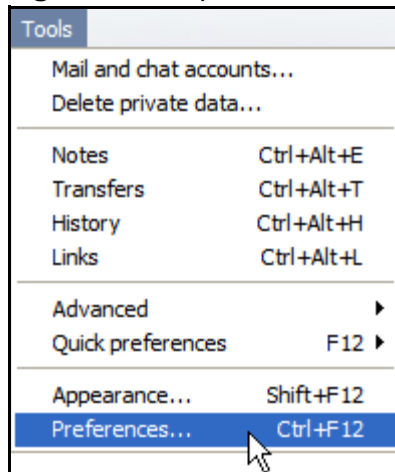 Tools
Mail and chat accounts...
Delete private data...
Notes Ctrl+Alt+E
Transfers Ctrl+Alt+T
History Ctrl+Alt+H
Links Ctrl+Alt+L
Advanced
Quick preferences F12
Appearance... Shift+F12
Preferences... Ctrl+F12